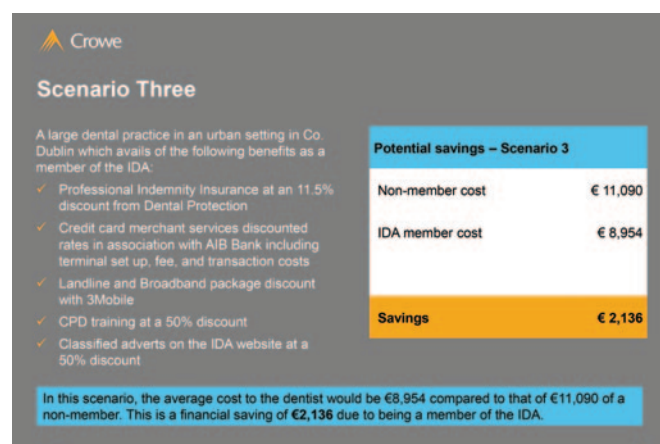 Crowe
Scenario Three
A large dental practice in an urban setting in Co.
Dublin which avails of the following benefits as a
member of the IDA:
✓ Professional Indemnity Insurance at an 11.5%
discount from Dental Protection
✓ Credit card merchant services discounted
rates in association with AIB Bank including
terminal set up, fee, and transaction costs
✓ Landline and Broadband package discount
with 3Mobile
✓ CPD training at a 50% discount
✓ Classified adverts on the IDA website at a
50% discount
Potential savings – Scenario 3
Non-member cost € 11,090
IDA member cost € 8,954
Savings € 2,136
In this scenario, the average cost to the dentist would be €8,954 compared to that of €11,090 of a
non-member. This is a financial saving of €2,136 due to being a member of the IDA.